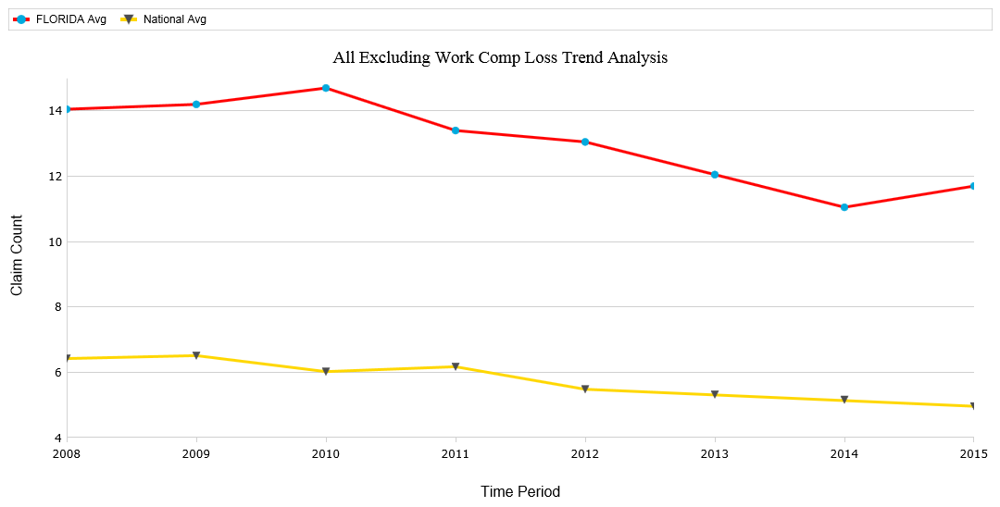 FLORIDA Avg National Avg
All Excluding Work Comp Loss Trend Analysis
14
12
10
8
6
4
Claim Count
2008 2009 2010 2011 2012 2013 2014 2015
Time Period